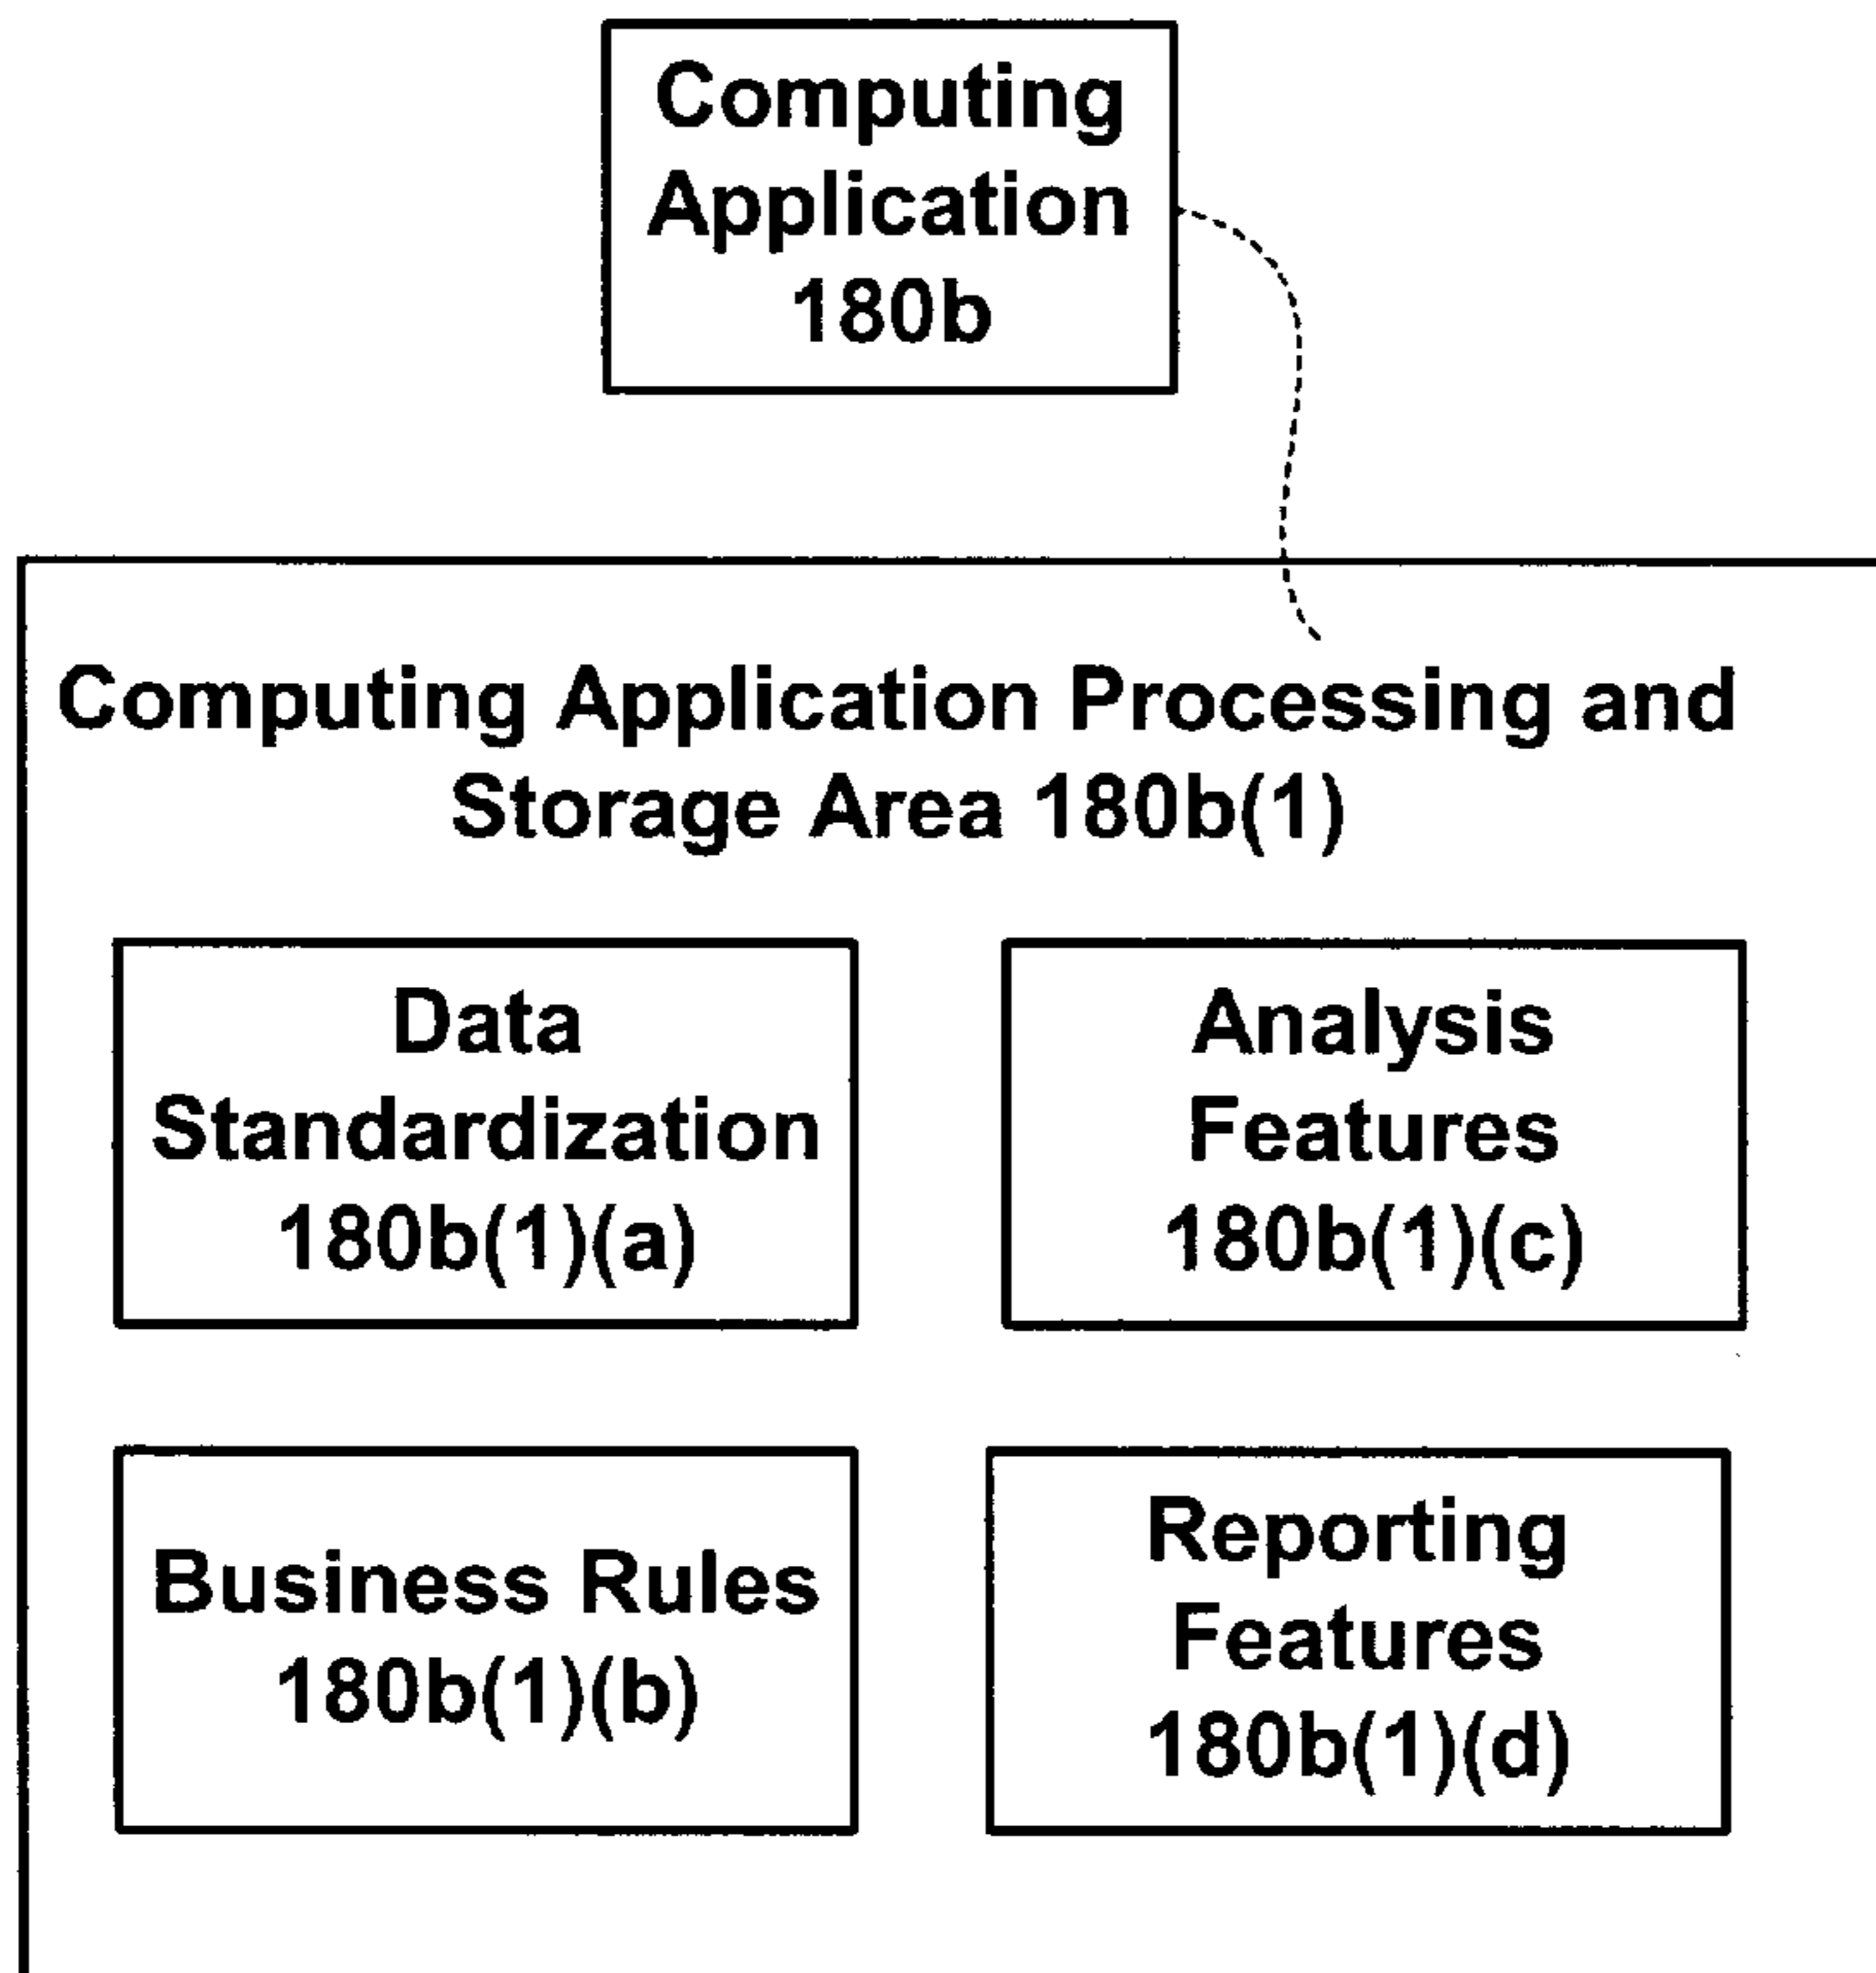 Computing
Application
180b
Computing Application Processing and
Storage Area 180b(1)
Data
Standardization
180b(1)(a)
Analysis
Features
180b(1)(c)
Business Rules
180b(1)(b)
Reporting
Features
180b(1)(d)